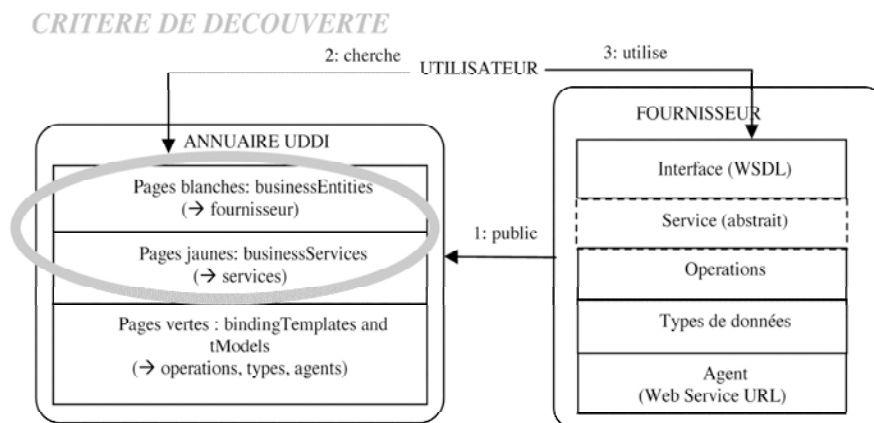 CRITERE DE DECOUVERTE
2: cherche
UTILISATEUR
3: utilise
ANNUAIRE UDDI
Pages blanches: businessEntities
(→ fournisseur)
Pages jaunes: businessServices
(→ services)
Pages vertes : bindingTemplates and
tModels
(→ operations, types, agents)
1: public
FOURNISSEUR
Interface (WSDL)
Service (abstrait)
Operations
Types de données
Agent
(Web Service URL)